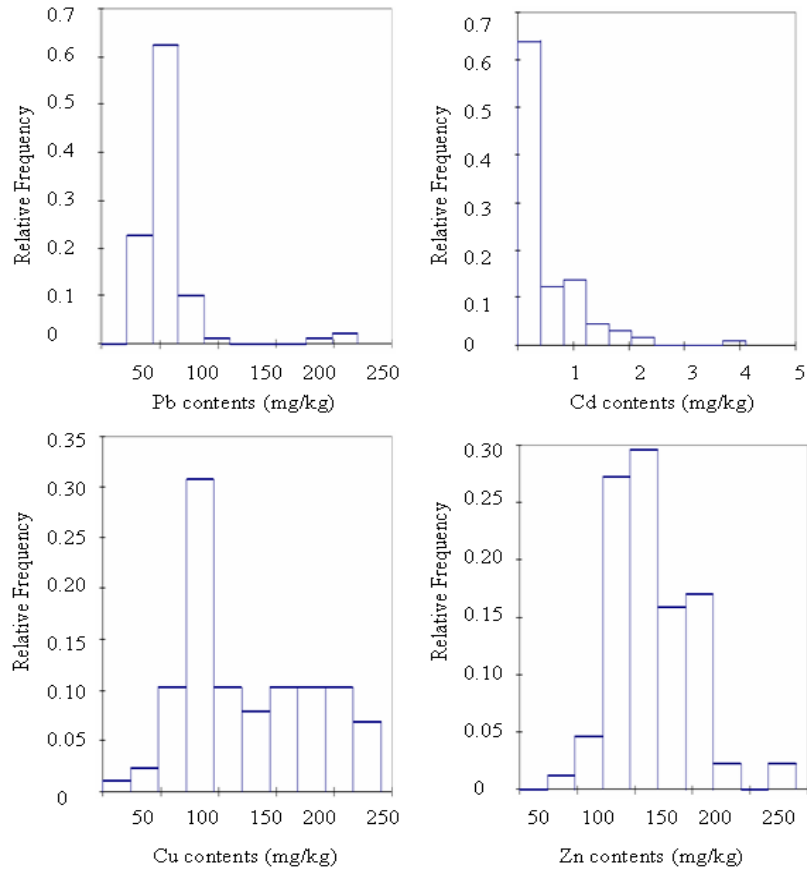 Relative Frequency
0.7
0.6
0.5
0.4
0.3
0.2
0.1
0
50 100 150 200 250
Pb contents (mg/kg)
Relative Frequency
0.7
0.6
0.5
0.4
0.3
0.2
0.1
0
1 2 3 4 5
Cd contents (mg/kg)
Relative Frequency
0.35
0.30
0.25
0.20
0.15
0.10
0.05
0
50 100 150 200 250
Cu contents (mg/kg)
Relative Frequency
0.30
0.25
0.20
0.15
0.10
0.05
0
50 100 150 200 250
Zn contents (mg/kg)